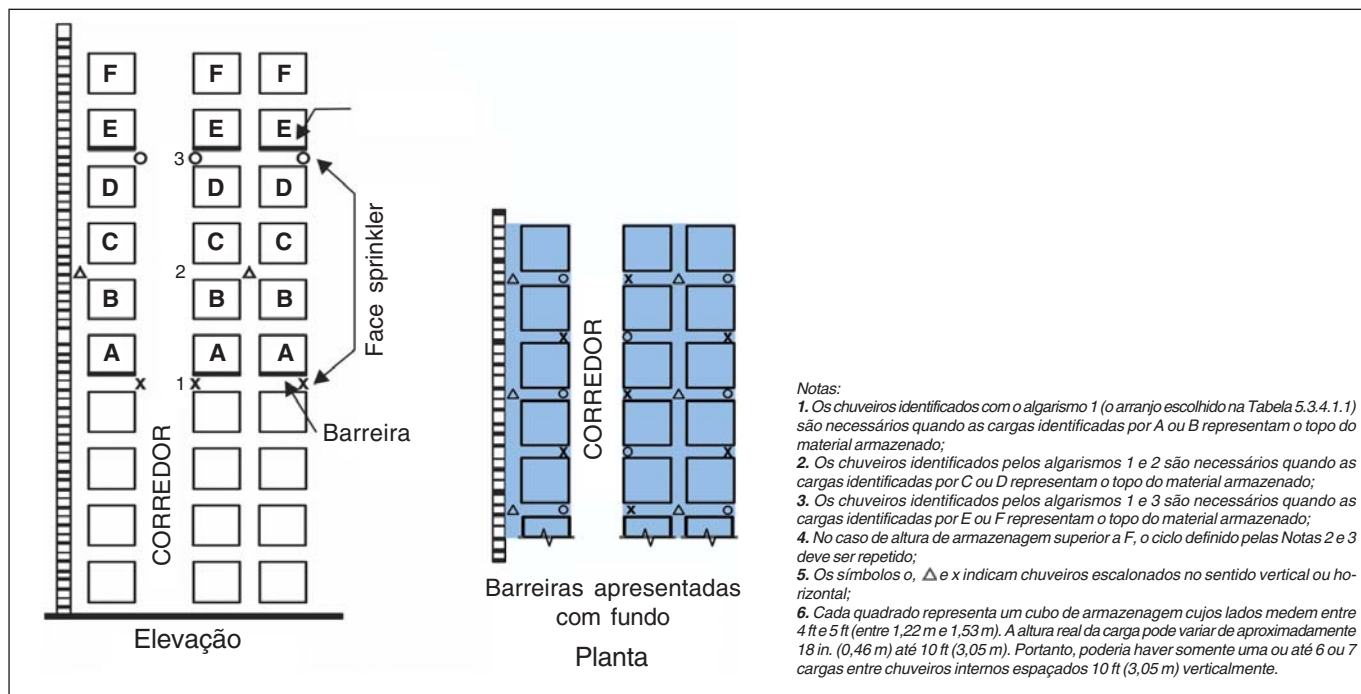 F F F
E E E
3
D D D
C C C
2
B B B
A A A
1
x x x
Face sprinkler
Barreira
CORREDOR
Elevação
CORREDOR
Barreiras apresentadas
com fundo
Planta
Notas:
1. Os chuveiros identificados com o algarismo 1 (o arranjo escolhido na Tabela 5.3.4.1.1)
são necessários quando as cargas identificadas por A ou B representam o topo do
material armazenado;
2. Os chuveiros identificados pelos algarismos 1 e 2 são necessários quando as
cargas identificadas por C ou D representam o topo do material armazenado;
3. Os chuveiros identificados pelos algarismos 1 e 3 são necessários quando as
cargas identificadas por E ou F representam o topo do material armazenado;
4. No caso de altura de armazenagem superior a F, o ciclo definido pelas Notas 2 e 3
deve ser repetido;
5. Os símbolos o, △ e x indicam chuveiros escalonados no sentido vertical ou ho-
rizontal;
6. Cada quadrado representa um cubo de armazenagem cujos lados medem entre
4 ft e 5 ft (entre 1,22 m e 1,53 m). A altura real da carga pode variar de aproximadamente
18 in. (0,46 m) até 10 ft (3,05 m). Portanto, poderia haver somente uma ou até 6 ou 7
cargas entre chuveiros internos espaçados 10 ft (3,05 m) verticalmente.